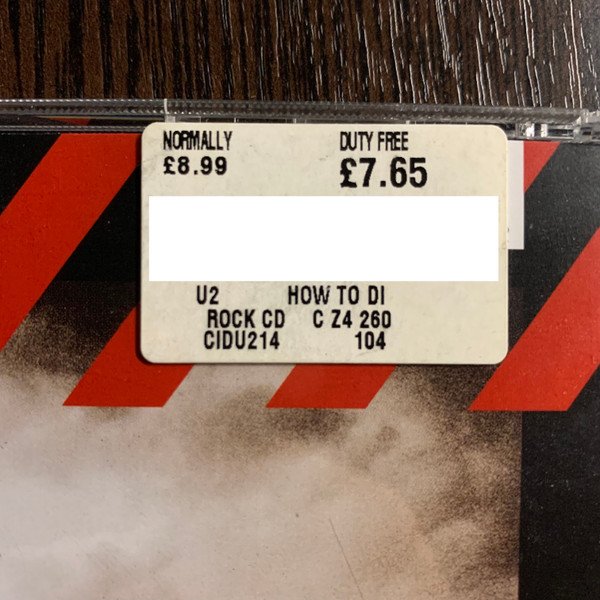 NORMALLY DUTY FREE
£8.99 £7.65
U2 HOW TO DI
ROCK CD C Z4 260
CIDU214 104